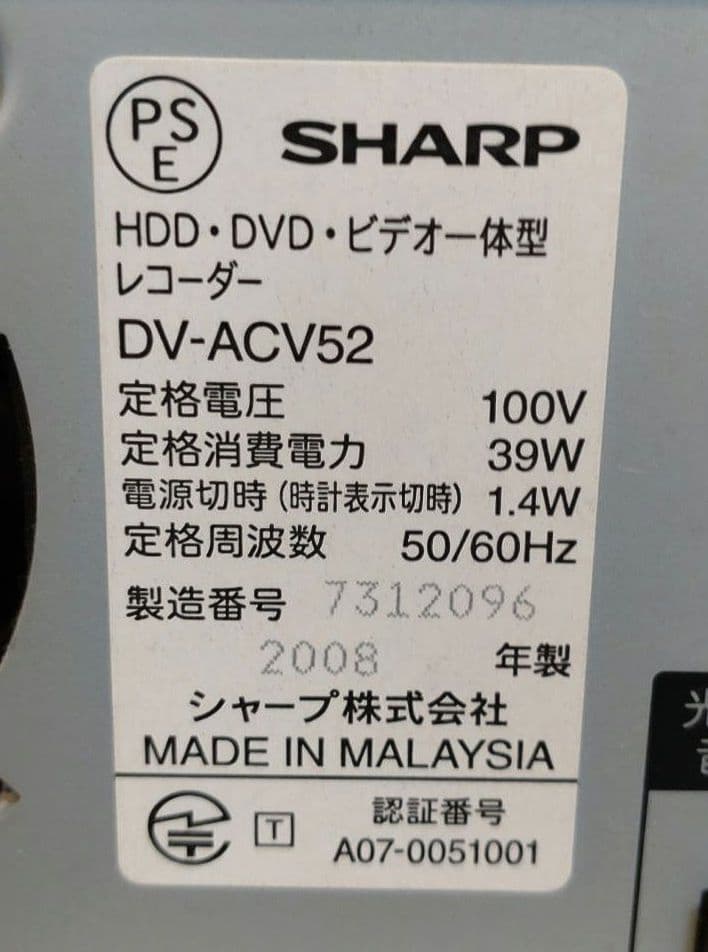 PS
E
SHARP
HDD・DVD・ビデオ一体型
レコーダー
DV-ACV52
定格電圧 100V
定格消費電力 39W
電源切時（時計表示切時） 1.4W
定格周波数 50/60Hz
製造番号 7312096
2008 年製
シャープ株式会社
MADE IN MALAYSIA
T
認証番号
A07-0051001
光